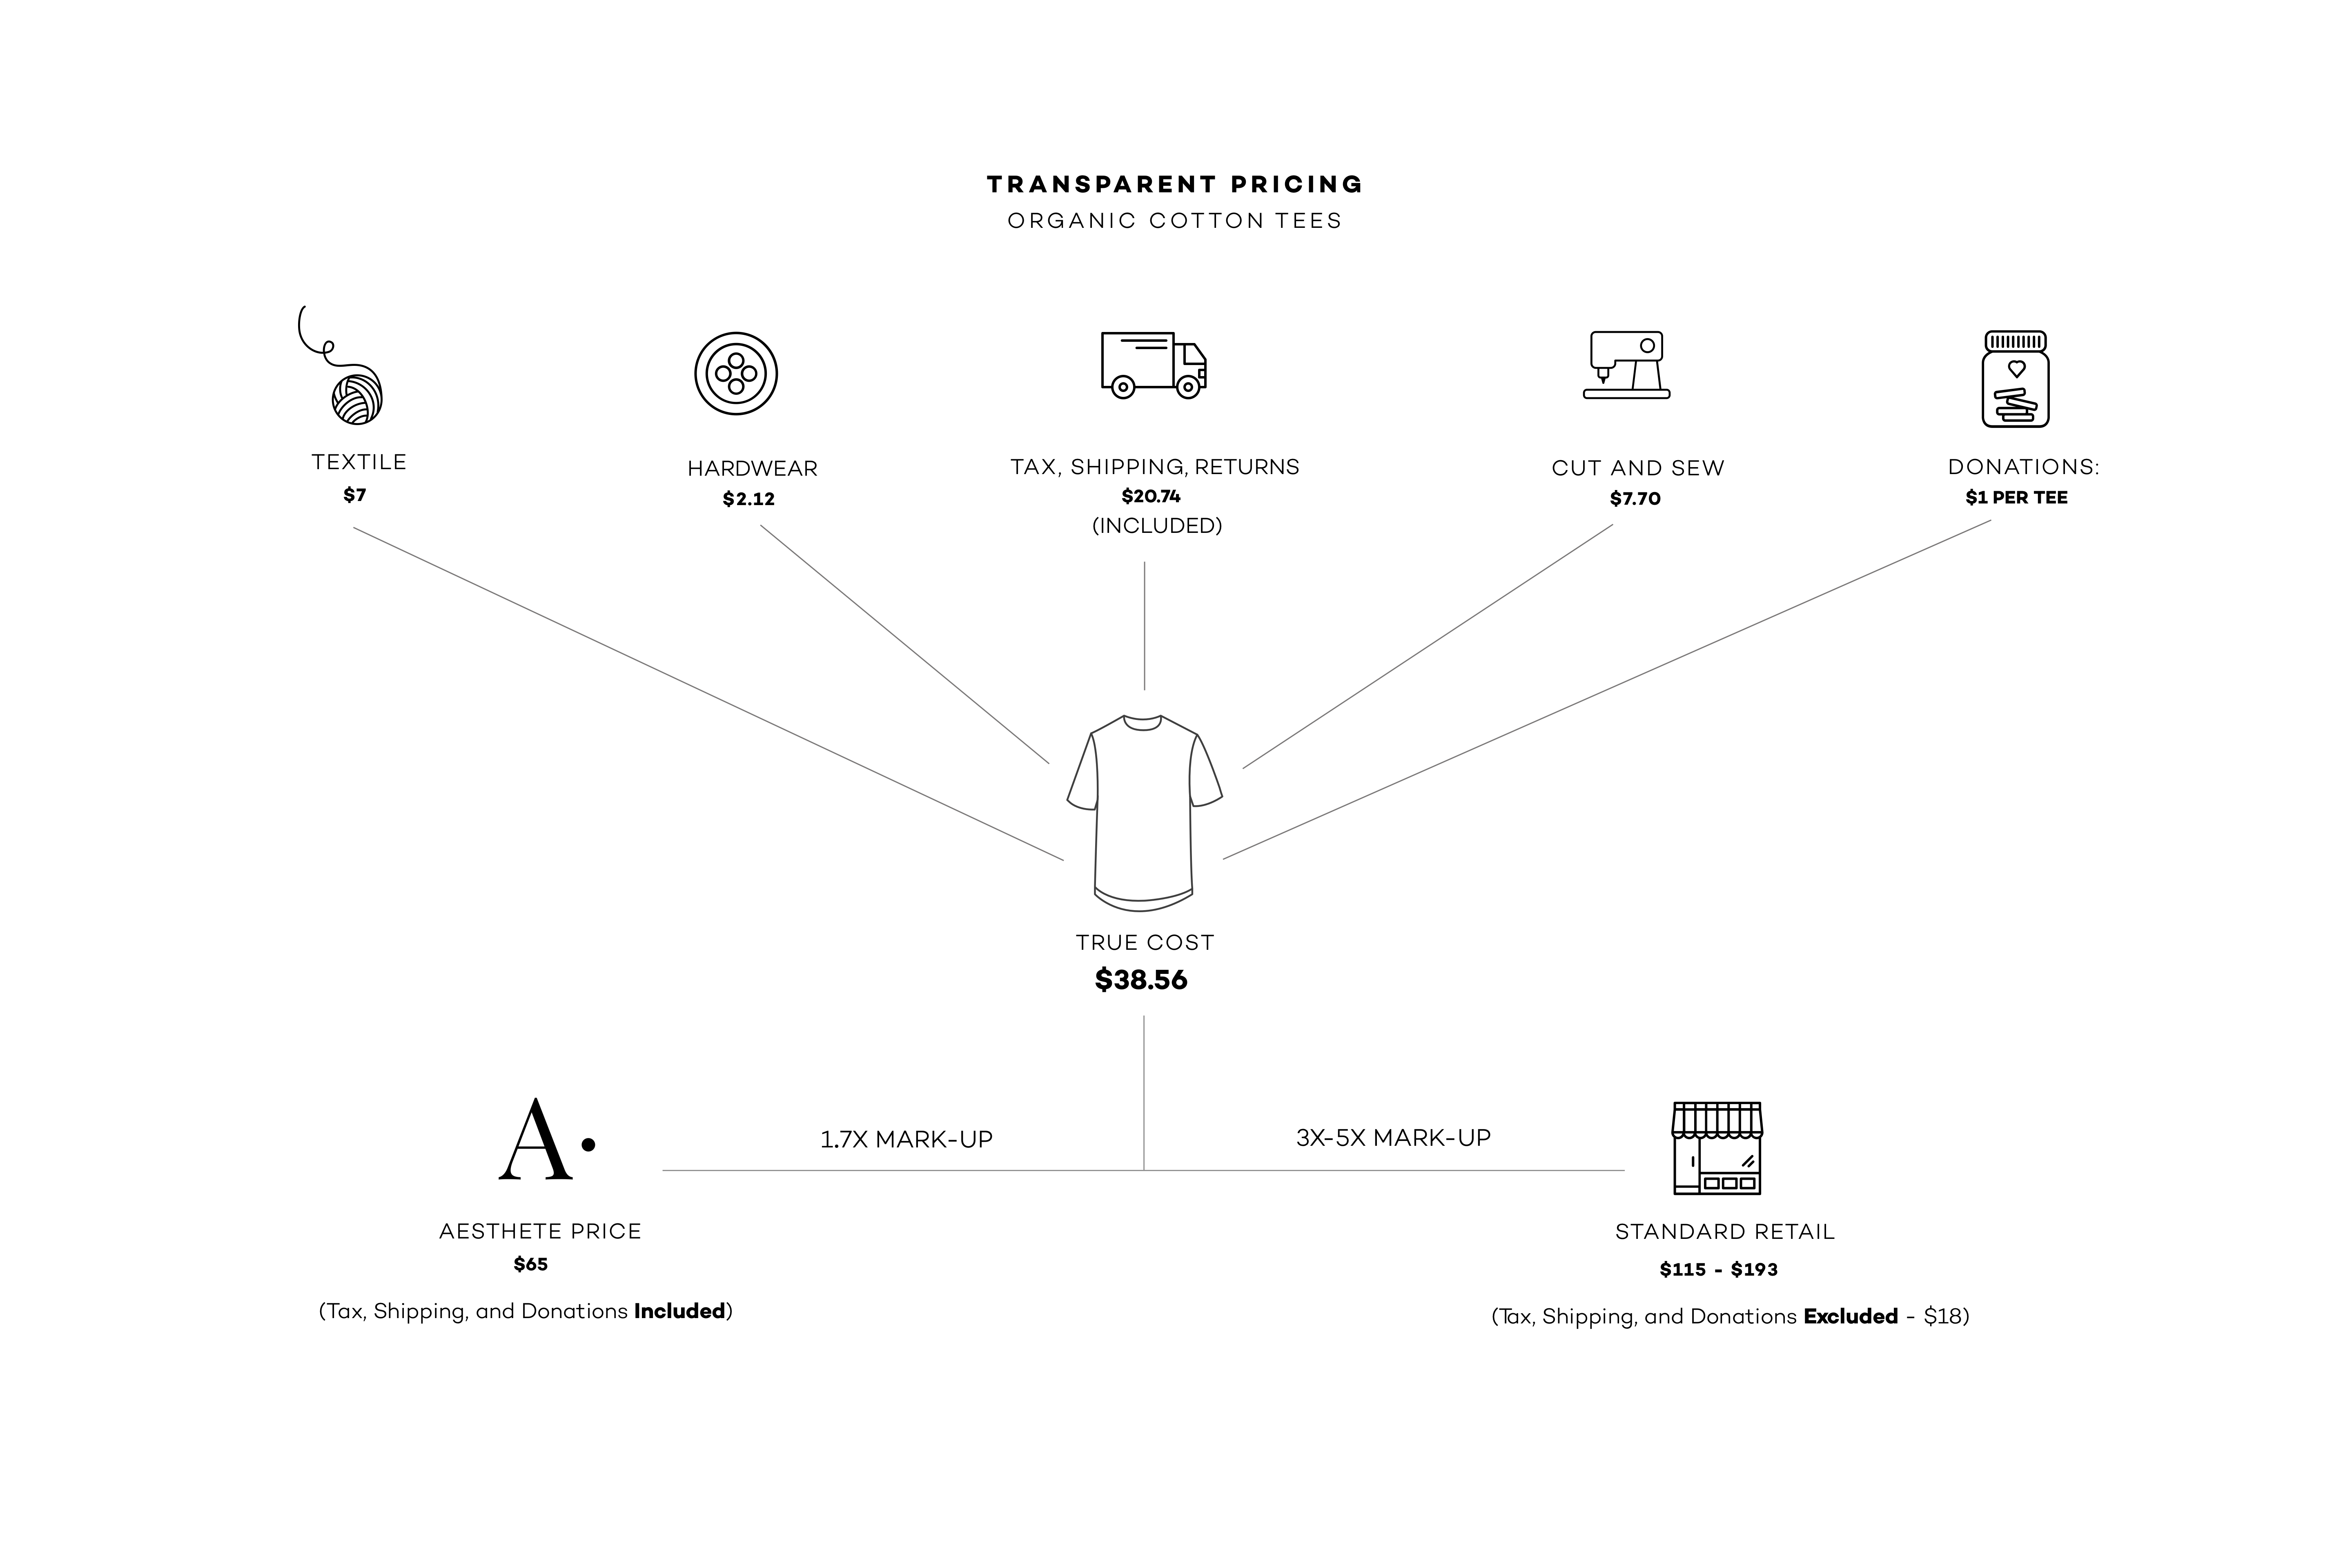 TRANSPARENT PRICING
ORGANIC COTTON TEES
TEXTILE
$7
HARDWEAR
$2.12
TAX, SHIPPING, RETURNS
$20.74
(INCLUDED)
CUT AND SEW
$7.70
DONATIONS:
$1 PER TEE
TRUE COST
$38.56
A.
1.7X MARK-UP
3X-5X MARK-UP
AESTHETE PRICE
$65
(Tax, Shipping, and Donations Included)
STANDARD RETAIL
$115 - $193
(Tax, Shipping, and Donations Excluded - $18)